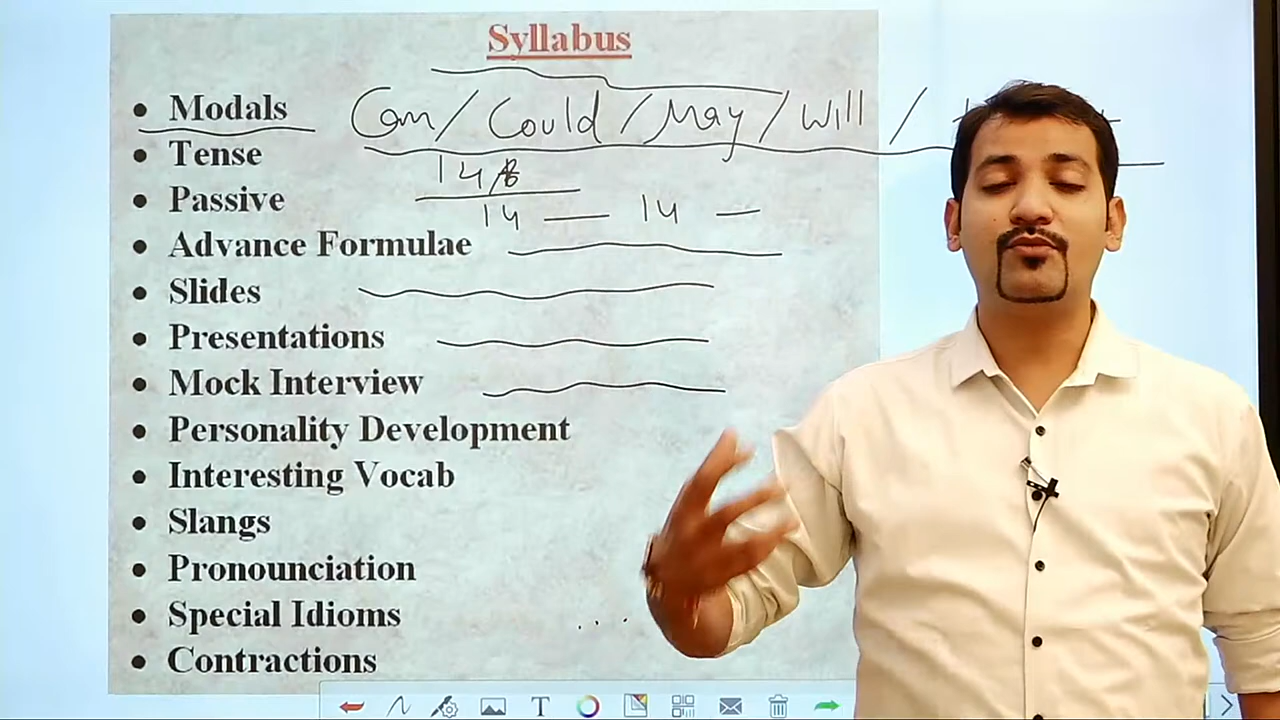 Syllabus
• Modals Can / Could / May / Will /
• Tense
14
• Passive
14 — 14 —
• Advance Formulae
• Slides
• Presentations
• Mock Interview
• Personality Development
• Interesting Vocab
• Slangs
• Pronounciation
• Special Idioms ...
• Contractions
T